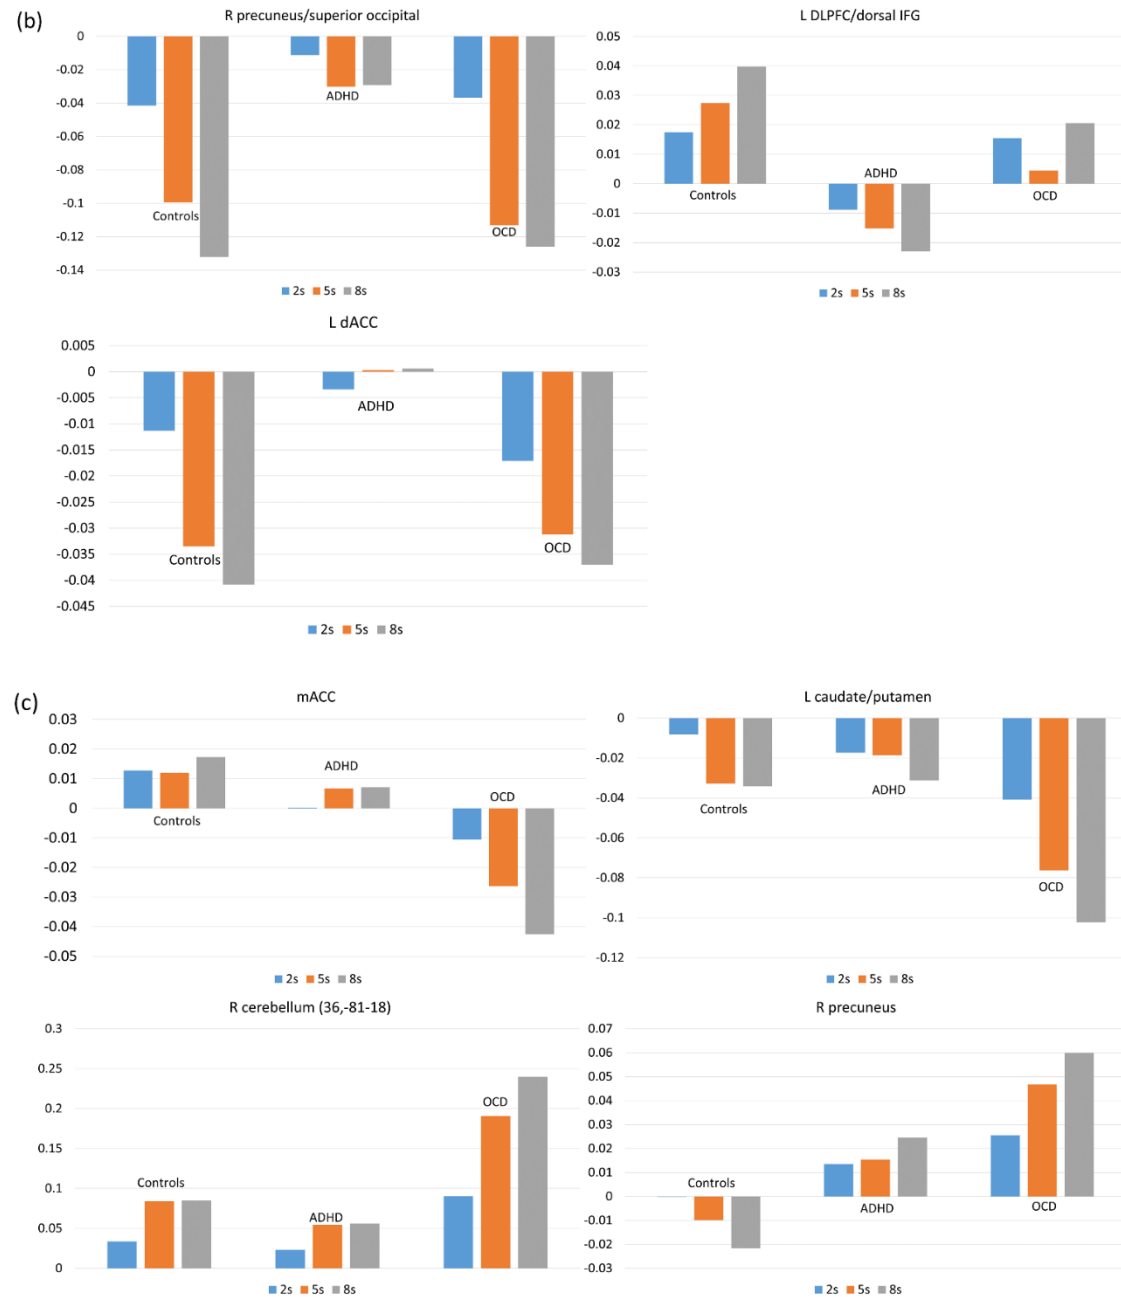 (b)
R precuneus/superior occipital
0
-0.02
-0.04
-0.06
-0.08
-0.1
-0.12
-0.14
Controls
ADHD
OCD
2s 5s 8s
L DLPFC/dorsal IFG
0.05
0.04
0.03
0.02
0.01
0
-0.01
-0.02
-0.03
Controls
ADHD
OCD
2s 5s 8s
L dACC
0.005
0
-0.005
-0.01
-0.015
-0.02
-0.025
-0.03
-0.035
-0.04
-0.045
Controls
ADHD
OCD
2s 5s 8s
(c)
mACC
0.03
0.02
0.01
0
-0.01
-0.02
-0.03
-0.04
-0.05
Controls
ADHD
OCD
2s 5s 8s
L caudate/putamen
0
-0.02
-0.04
-0.06
-0.08
-0.1
-0.12
Controls
ADHD
OCD
2s 5s 8s
R cerebellum (36,-81-18)
0.3
0.25
0.2
0.15
0.1
0.05
0
Controls
ADHD
OCD
2s 5s 8s
R precuneus
0.07
0.06
0.05
0.04
0.03
0.02
0.01
0
-0.01
-0.02
-0.03
Controls
ADHD
OCD
2s 5s 8s